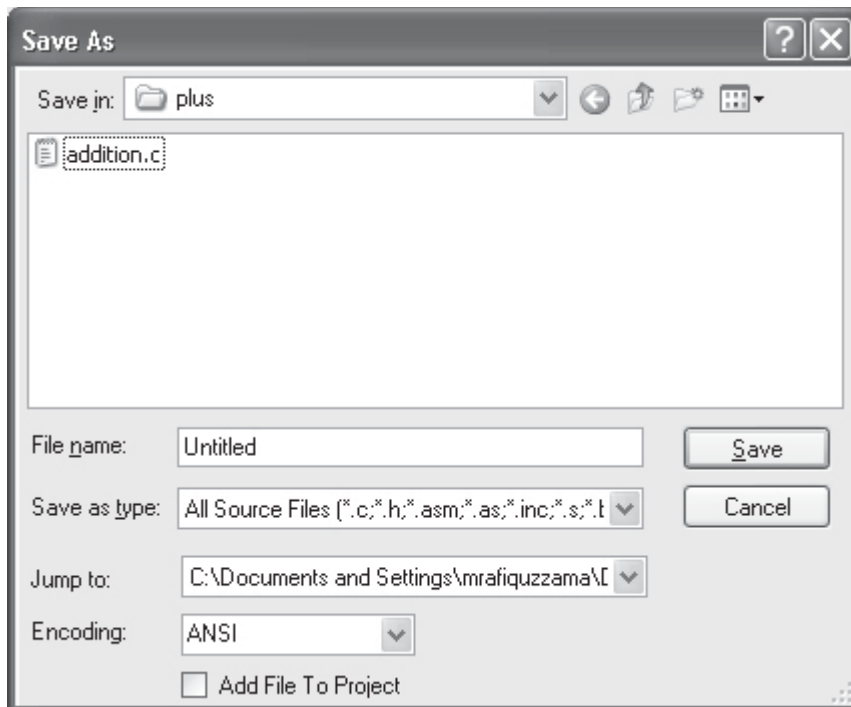 Save As
Save in: plus
addition.c
File name: Untitled
Save
Save as type: All Source Files (*.c;*.h;*.asm;*.as;*.inc;*.s;*.t
Cancel
Jump to: C:\Documents and Settings\mrafiquzzama\D
Encoding: ANSI
Add File To Project